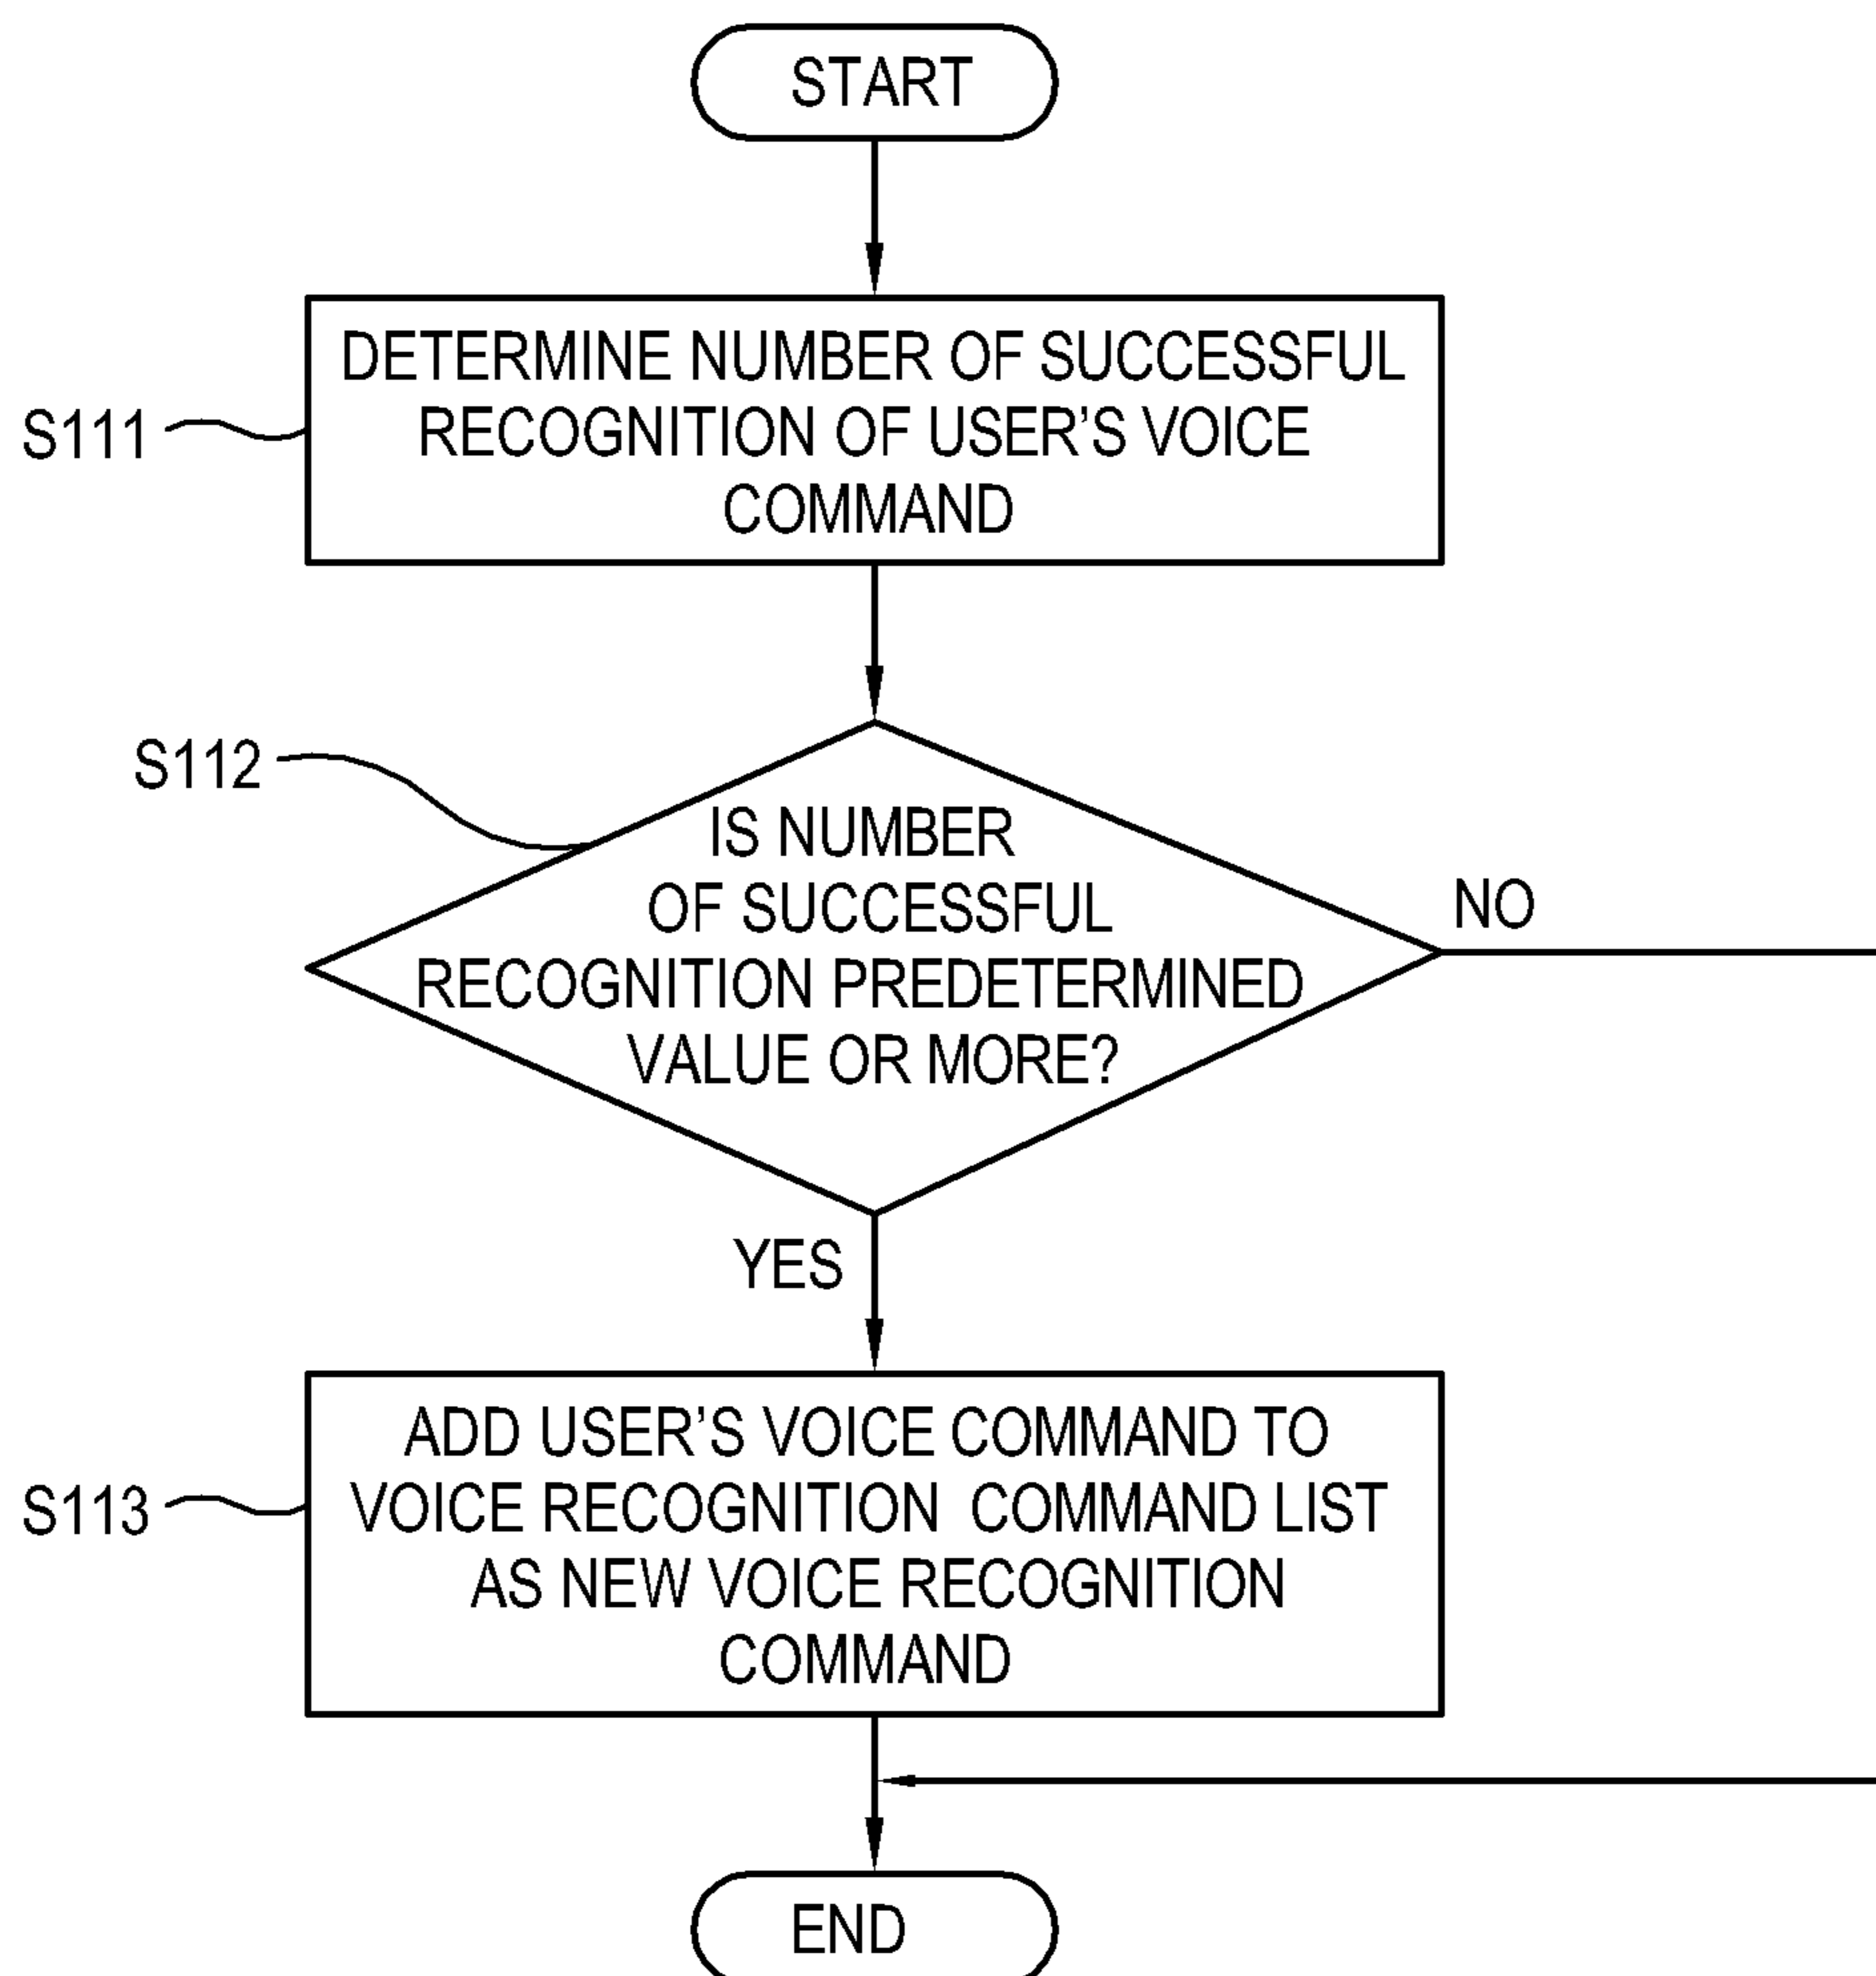 START
DETERMINE NUMBER OF SUCCESSFUL
RECOGNITION OF USER'S VOICE
COMMAND
S111
S112
IS NUMBER
OF SUCCESSFUL
RECOGNITION PREDETERMINED
VALUE OR MORE?
NO
YES
ADD USER'S VOICE COMMAND TO
VOICE RECOGNITION COMMAND LIST
AS NEW VOICE RECOGNITION
COMMAND
S113
END